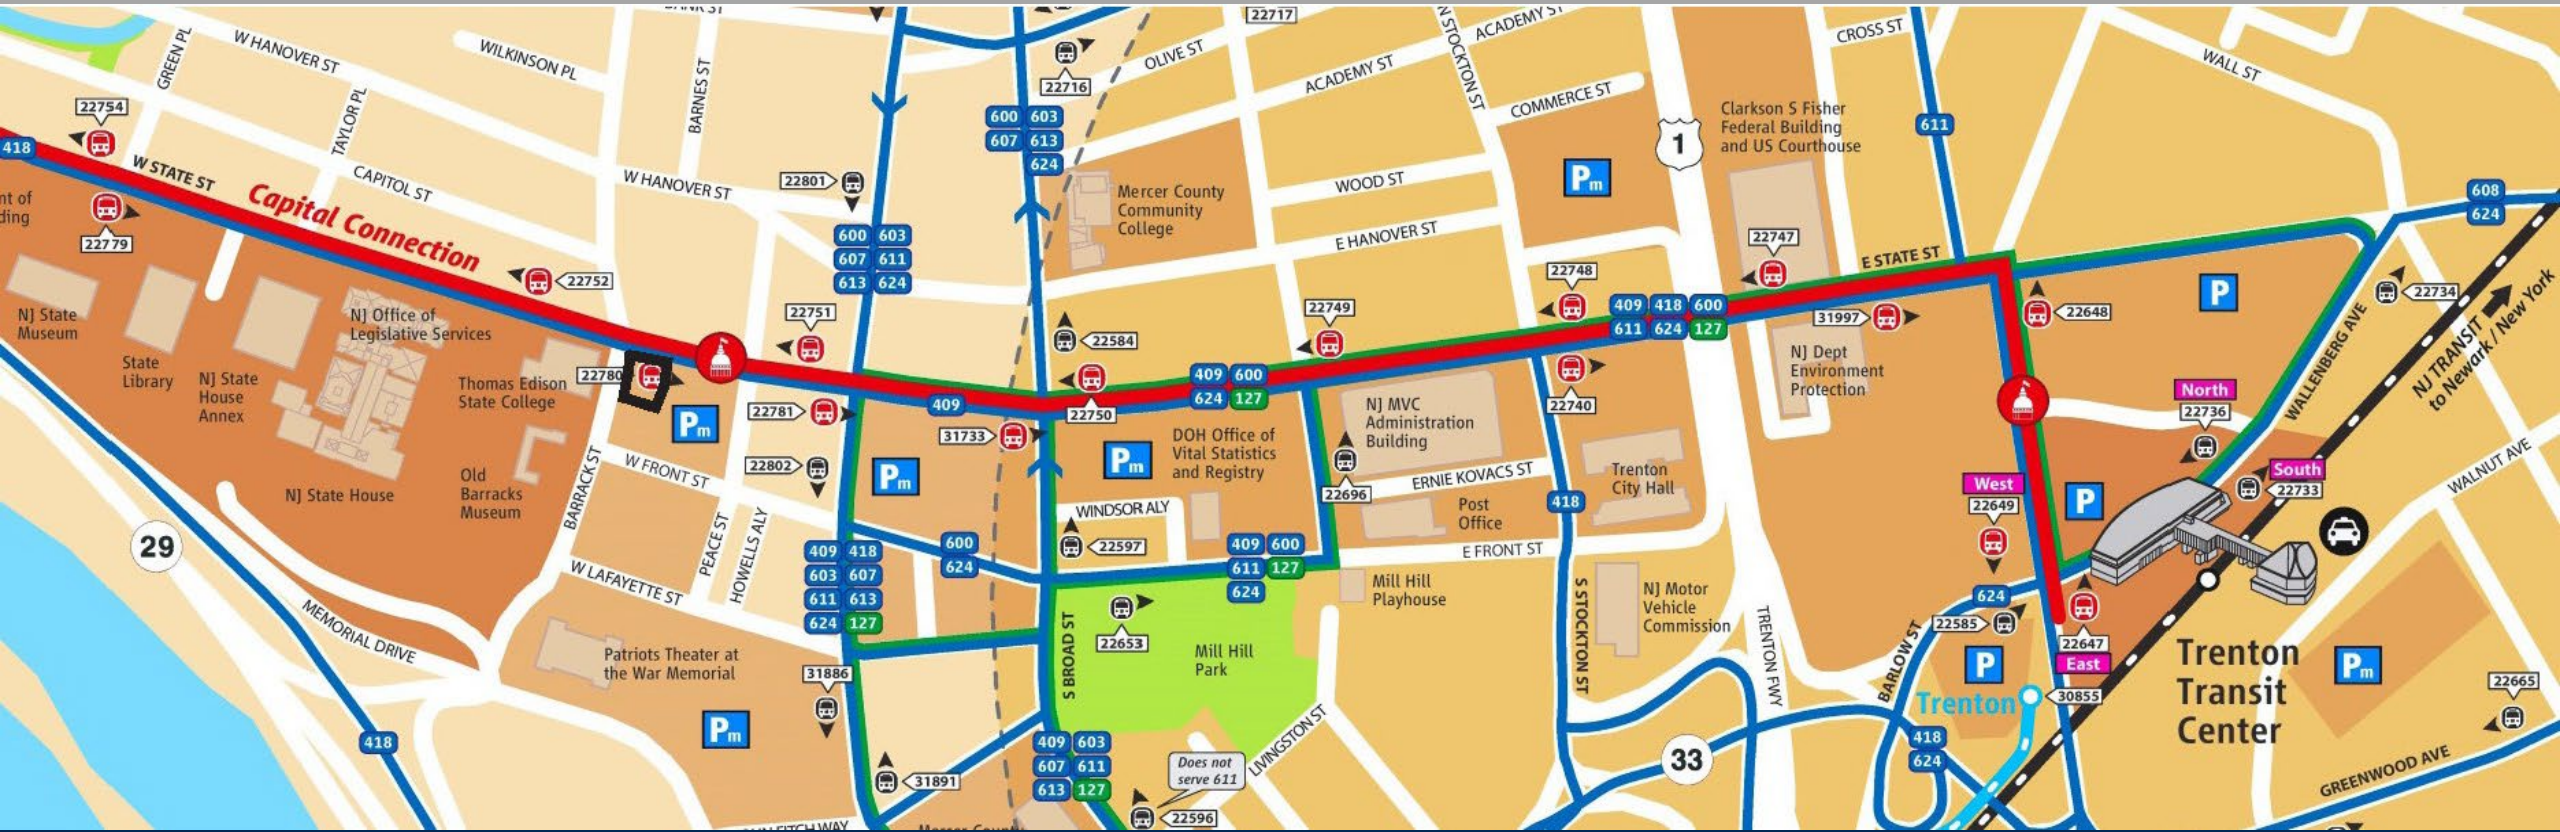 22717
ACADEMY ST
CROSS ST
GREEN PL
W HANOVER ST
WILKINSON PL
BARNES ST
22716
OLIVE ST
ACADEMY ST
N STOCKTON ST
COMMERCE ST
WALL ST
22754
TAYLOR PL
600 603
607 613
624
1
Clarkson S Fisher
Federal Building
and US Courthouse
611
418
W STATE ST
CAPITOL ST
W HANOVER ST
22801
Mercer County
Community
College
WOOD ST
Pm
608
624
22779
Capital Connection
600 603
607 611
613 624
E HANOVER ST
22747
E STATE ST
22752
22748
P
22734
NJ TRANSIT
to Newark / New York
NJ State
Museum
NJ Office of
Legislative Services
22751
22584
22749
409 418 600
611 624 127
31997
22648
WALLENBERG AVE
State
Library
NJ State
House
Annex
Thomas Edison
State College
22780
Pm
22781
409
31733
22750
409 600
624 127
NJ MVC
Administration
Building
22740
NJ Dept
Environment
Protection
North
22736
NJ State House
Old
Barracks
Museum
BARRACK ST
W FRONT ST
22802
Pm
Pm
DOH Office of
Vital Statistics
and Registry
22696
ERNIE KOVACS ST
Post
Office
Trenton
City Hall
418
West
22649
P
South
22733
WALNUT AVE
29
PEACE ST
HOWELLS ALY
WINDSOR ALY
22597
600
624
409 600
611 127
624
E FRONT ST
409 418
603 607
611 613
624 127
W LAFAYETTE ST
MEMORIAL DRIVE
22653
S BROAD ST
Mill Hill
Park
Mill Hill
Playhouse
S STOCKTON ST
NJ Motor
Vehicle
Commission
TRENTON FWY
BARLOW ST
624
22585
P
22647
East
Trenton
Transit
Center
Pm
22665
Patriots Theater at
the War Memorial
31886
Pm
Trenton
30855
418
31891
409 603
607 611
613 127
Does not
serve 611
22596
LIVINGSTON ST
33
418
624
GREENWOOD AVE